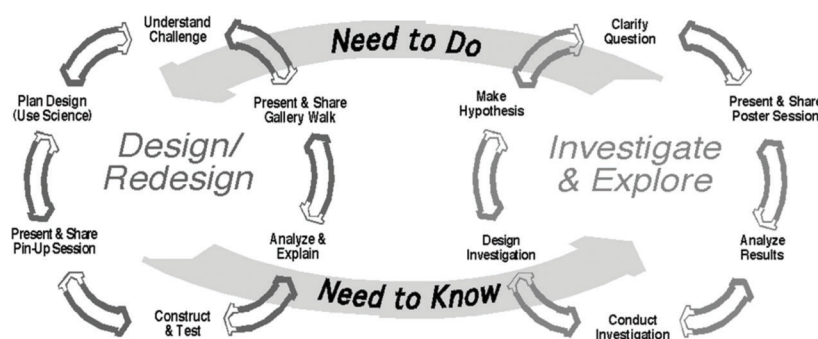 Understand
Challenge
Need to Do
Clarify
Question
Plan Design
(Use Science)
Present & Share
Gallery Walk
Make
Hypothesis
Present & Share
Poster Session
Design/
Redesign
Investigate
& Explore
Present & Share
Pin-Up Session
Analyze &
Explain
Design
Investigation
Analyze
Results
Need to Know
Construct
& Test
Conduct
Investigation